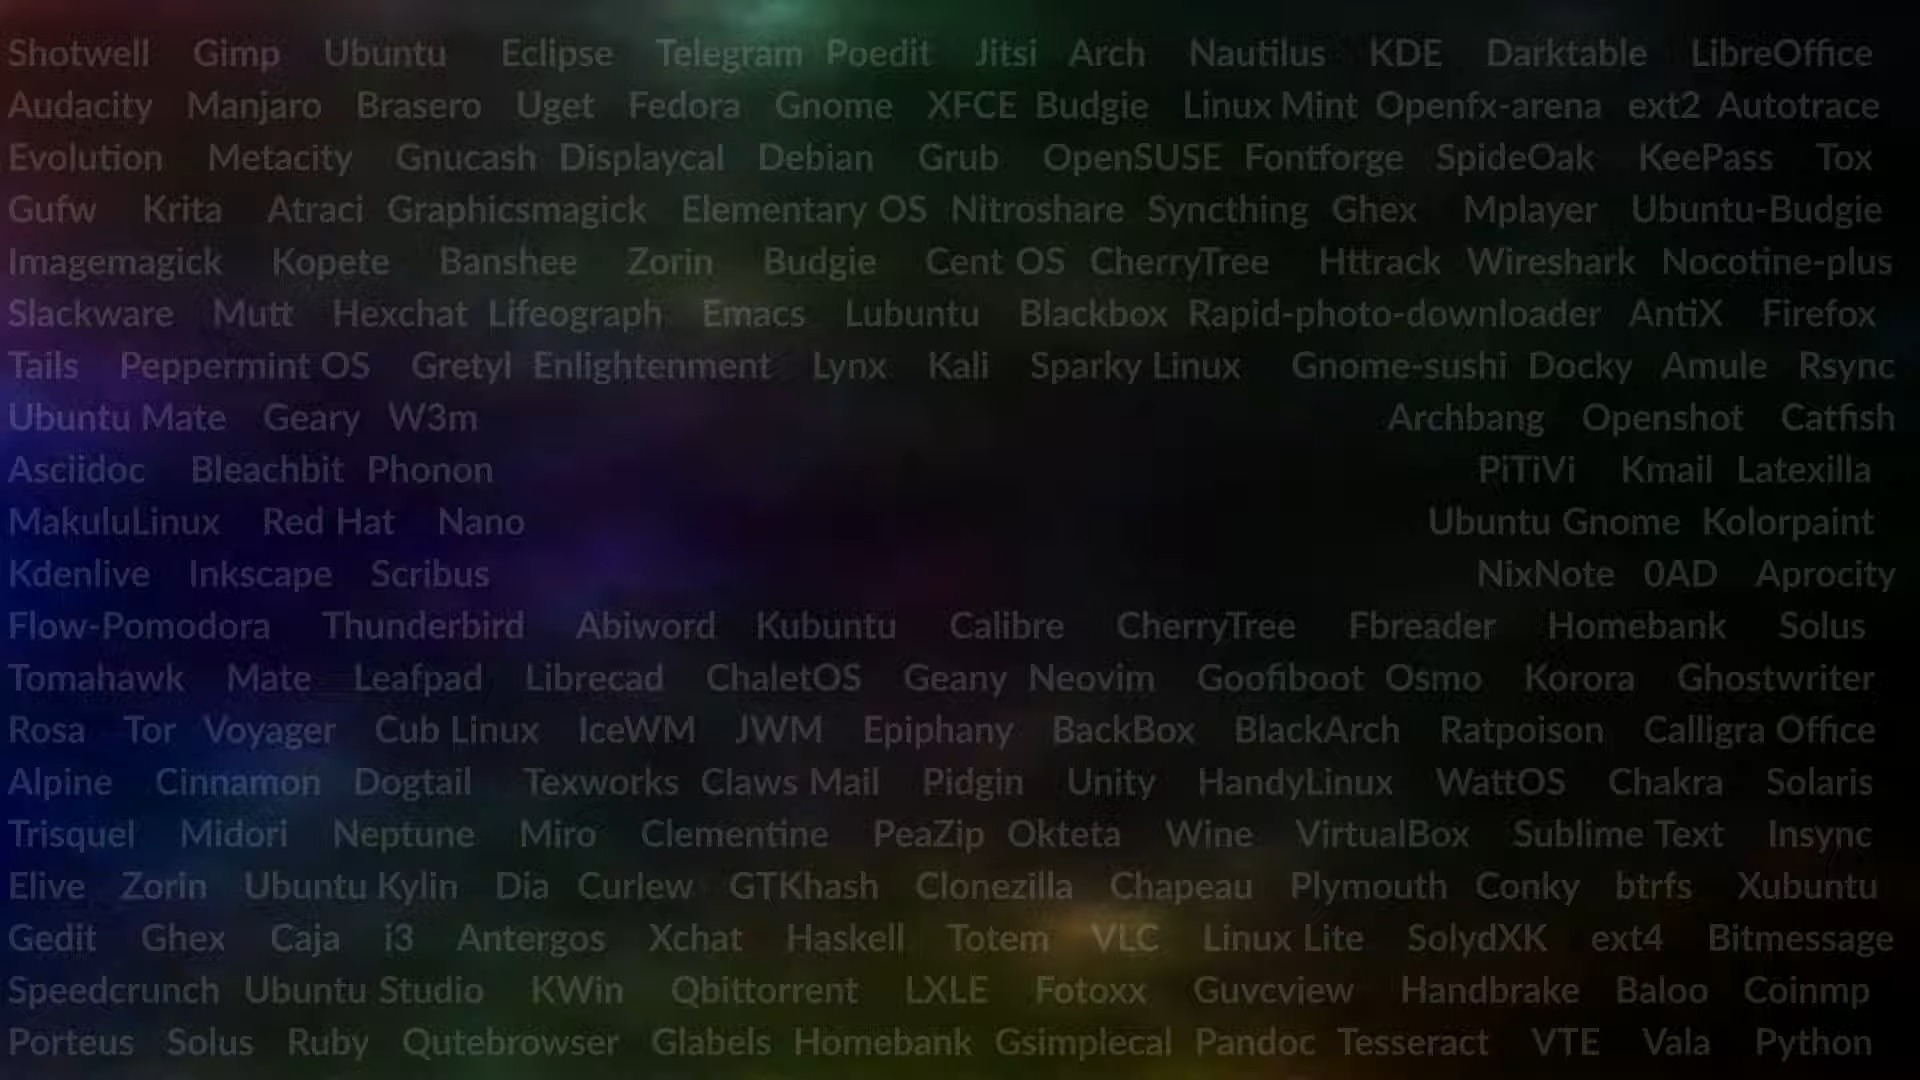 Shotwell Gimp Ubuntu Eclipse Telegram Poedit Jitsi Arch Nautilus KDE Darktable LibreOffice
Audacity Manjaro Brasero Uget Fedora Gnome XFCE Budgie Linux Mint Openfx-arena ext2 Autotrace
Evolution Metacity Gnucash Displaycal Debian Grub OpenSUSE Fontforge SpideOak KeePass Tox
Gufw Krita Atraci Graphicsmagick Elementary OS Nitroshare Syncthing Ghex Mplayer Ubuntu-Budgie
Imagemagick Kopete Banshee Zorin Budgie Cent OS CherryTree Httrack Wireshark Nocotine-plus
Slackware Mutt Hexchat Lifeograph Emacs Lubuntu Blackbox Rapid-photo-downloader AntiX Firefox
Tails Peppermint OS Gretyl Enlightenment Lynx Kali Sparky Linux Gnome-sushi Docky Amule Rsync
Ubuntu Mate Geary W3m Archbang Openshot Catfish
Asciidoc Bleachbit Phonon PiTiVi Kmail Latexilla
MakuluLinux Red Hat Nano Ubuntu Gnome Kolorpaint
Kdenlive Inkscape Scribus NixNote 0AD Aprocity
Flow-Pomodora Thunderbird Abiword Kubuntu Calibre CherryTree Fbreader Homebank Solus
Tomahawk Mate Leafpad Librecad ChaletOS Geany Neovim Goofiboot Osmo Korora Ghostwriter
Rosa Tor Voyager Cub Linux IceWM JWM Epiphany BackBox BlackArch Ratpoison Calligra Office
Alpine Cinnamon Dogtail Texworks Claws Mail Pidgin Unity HandyLinux WattOS Chakra Solaris
Trisquel Midori Neptune Miro Clementine PeaZip Okteta Wine VirtualBox Sublime Text Insync
Elive Zorin Ubuntu Kylin Dia Curlew GTKhash Clonezilla Chapeau Plymouth Conky btrfs Xubuntu
Gedit Ghex Caja i3 Antergos Xchat Haskell Totem VLC Linux Lite SolydXK ext4 Bitmessage
Speedcrunch Ubuntu Studio KWin Qbittorrent LXLE Fotoxx Guvcview Handbrake Baloo Coinmp
Porteus Solus Ruby Qutebrowser Glabels Homebank Gsimplecal Pandoc Tesseract VTE Vala Python